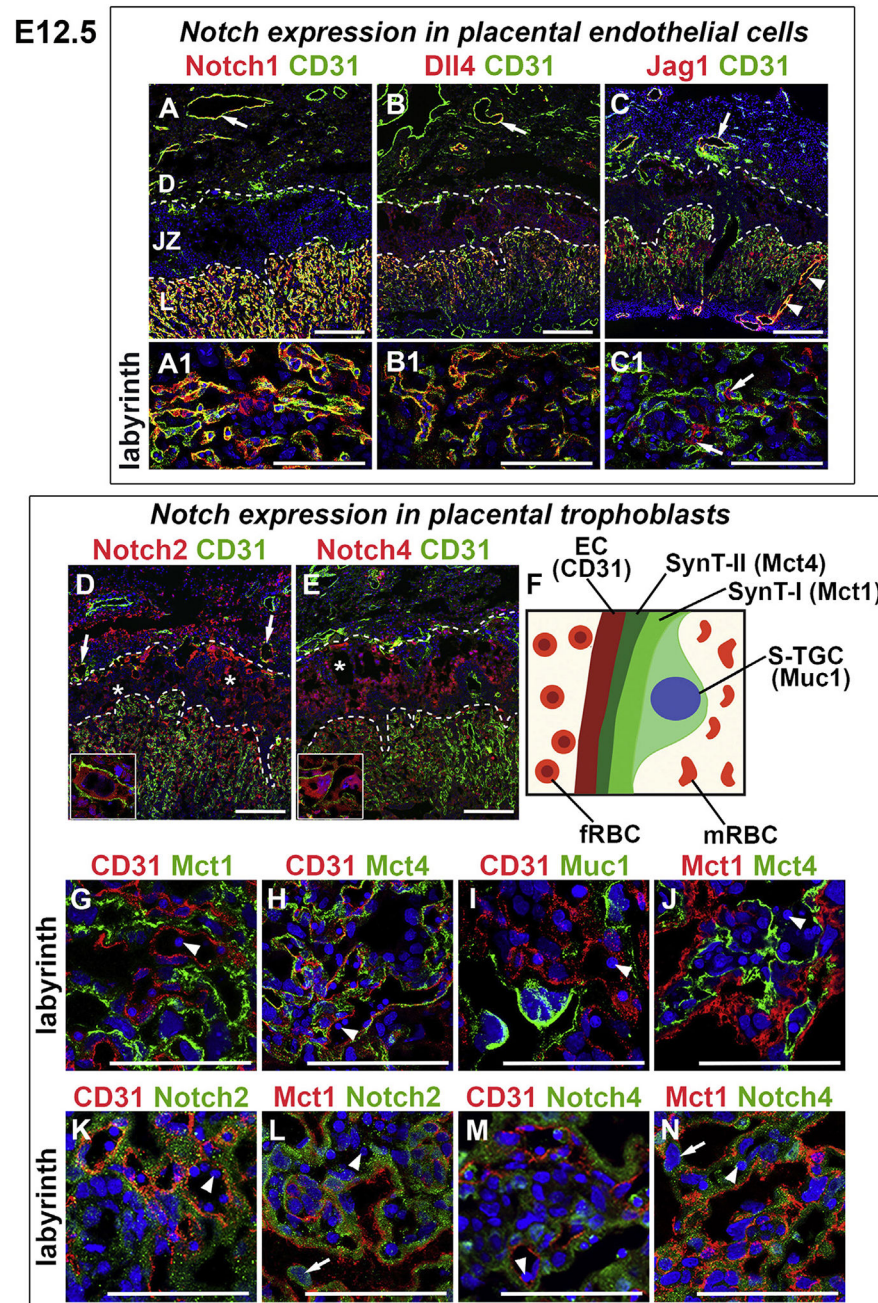 E12.5
Notch expression in placental endothelial cells
Notch1 CD31 Dll4 CD31 Jag1 CD31
A B C
D
JZ
L
labyrinth
A1 B1 C1
Notch expression in placental trophoblasts
Notch2 CD31 Notch4 CD31
D E F
EC
(CD31)
SynT-II (Mct4)
SynT-I (Mct1)
S-TGC
(Muc1)
* * *
fRBC mRBC
CD31 Mct1 CD31 Mct4 CD31 Muc1 Mct1 Mct4
labyrinth
G H I J
CD31 Notch2 Mct1 Notch2 CD31 Notch4 Mct1 Notch4
labyrinth
K L M N